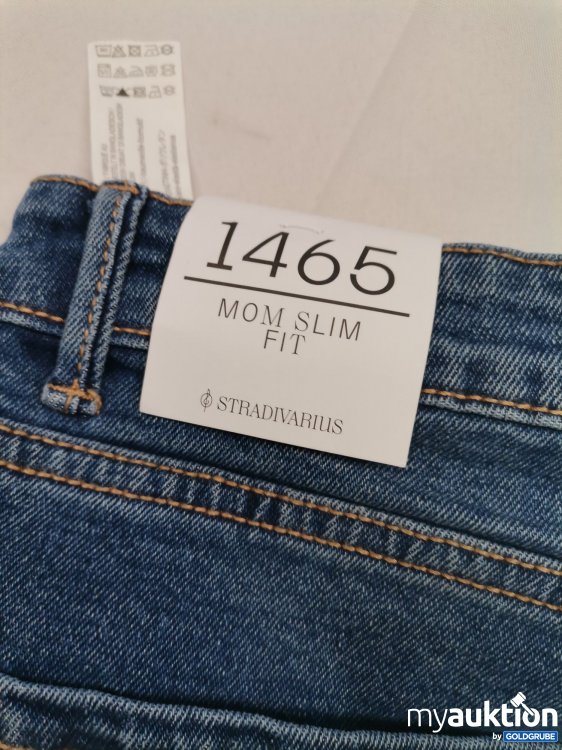 1465
MOM SLIM
FIT
STRADIVARIUS
myauktion
by GOLDGRUBE